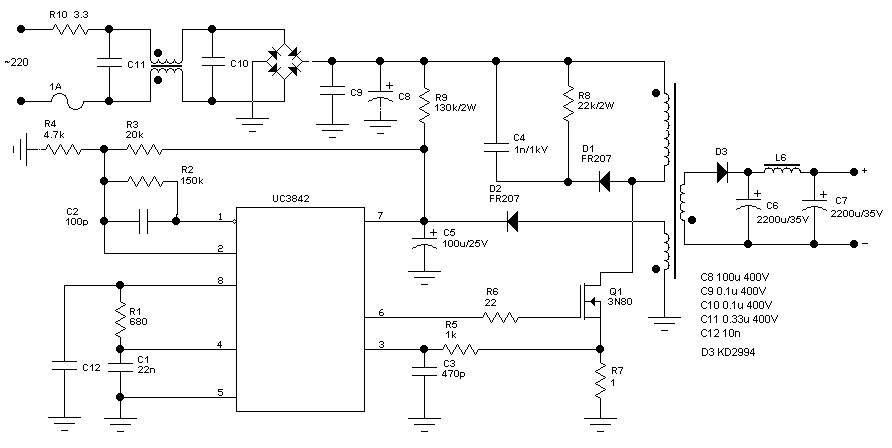 R10 3.3
~220
1A
C11
C10
C9
C8
+
R9
130k/2W
C4
1n/1kV
R8
22k/2W
D1
FR207
R4
4.7k
R3
20k
R2
150k
C2
100p
UC3842
1
2
8
4
5
7
6
3
D2
FR207
+
C5
100u/25V
D3
L6
+
C6
2200u/35V
+
C7
2200u/35V
+
−
R6
22
Q1
3N80
R5
1k
C3
470p
R7
1
R1
680
C1
22n
C12
C8 100u 400V
C9 0.1u 400V
C10 0.1u 400V
C11 0.33u 400V
C12 10n
D3 KD2994